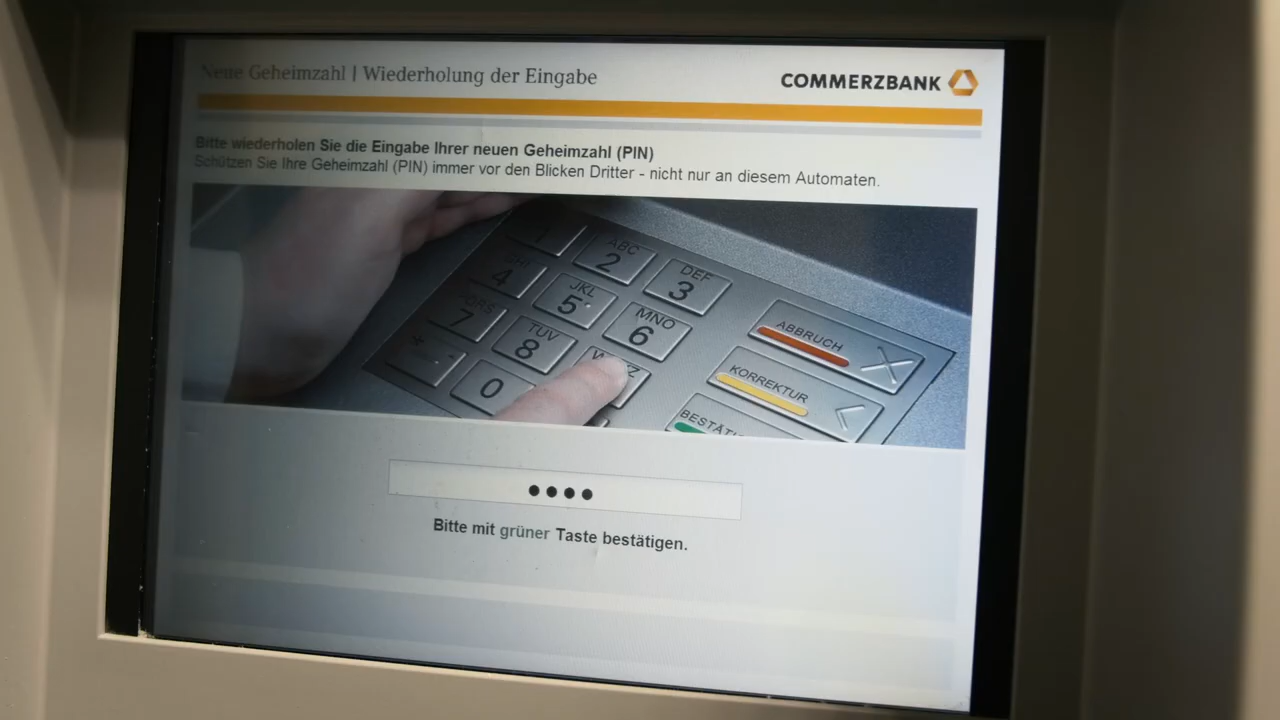 Neue Geheimzahl | Wiederholung der Eingabe
COMMERZBANK
Bitte wiederholen Sie die Eingabe Ihrer neuen Geheimzahl (PIN)
Schützen Sie Ihre Geheimzahl (PIN) immer vor den Blicken Dritter - nicht nur an diesem Automaten.
1
ABC
2
DEF
3
4
JKL
5
MNO
6
7
TUV
8
0
*
ABBRUCH
KORREKTUR
BESTÄTI
Bitte mit grüner Taste bestätigen.